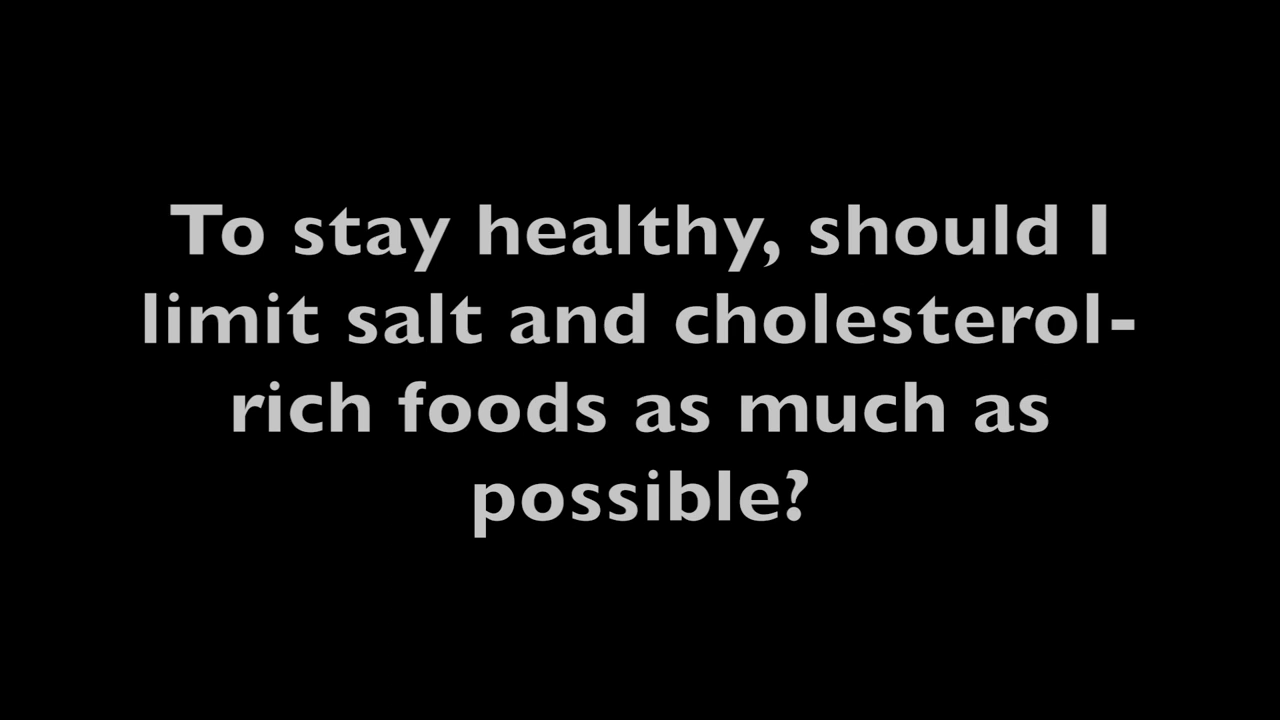 To stay healthy, should I
limit salt and cholesterol-
rich foods as much as
possible?